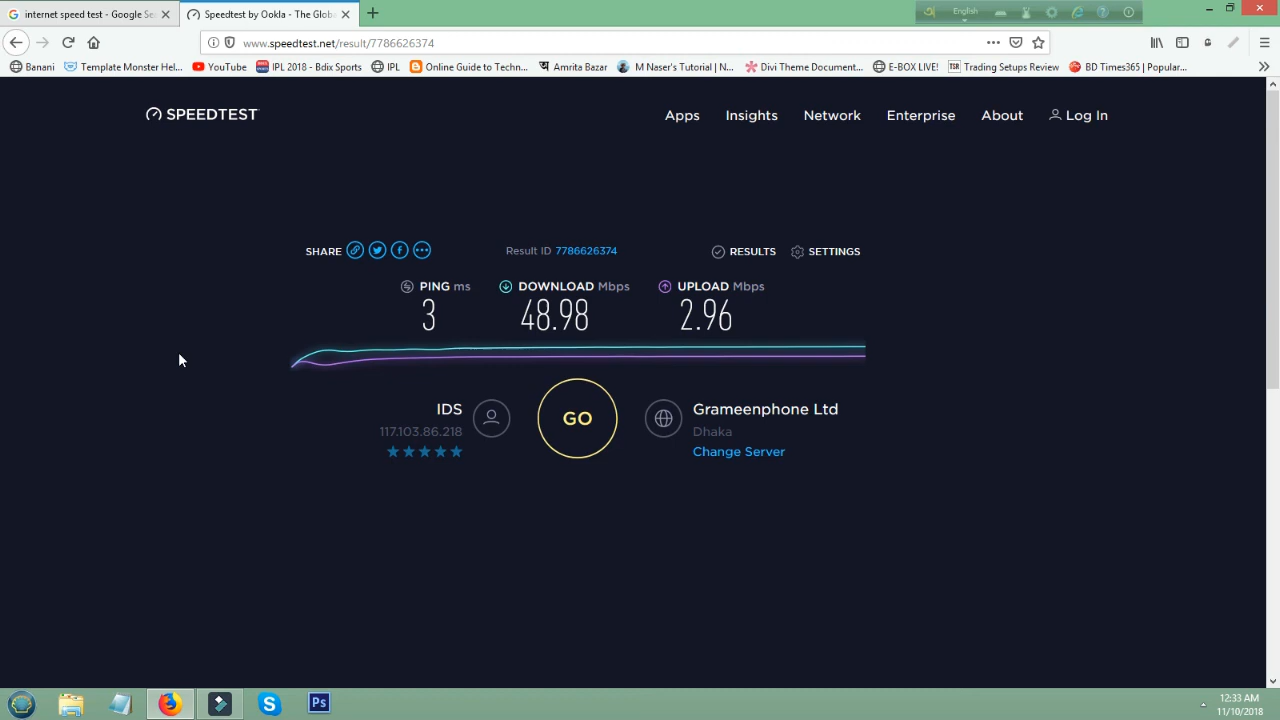 internet speed test - Google Se
Speedtest by Ookla - The Globa
English
www.speedtest.net/result/7786626374
Banani
Template Monster Hel...
YouTube
IPL 2018 - Bdix Sports
IPL
Online Guide to Techn...
Amrita Bazar
M Naser's Tutorial | N...
Divi Theme Document...
E-BOX LIVE!
TSR
Trading Setups Review
BD Times365 | Popular...
SPEEDTEST
Apps
Insights
Network
Enterprise
About
Log In
SHARE
Result ID 7786626374
RESULTS
SETTINGS
PING ms
DOWNLOAD Mbps
UPLOAD Mbps
3
48.98
2.96
IDS
117.103.86.218
GO
Grameenphone Ltd
Dhaka
Change Server
Ps
12:33 AM
11/10/2018